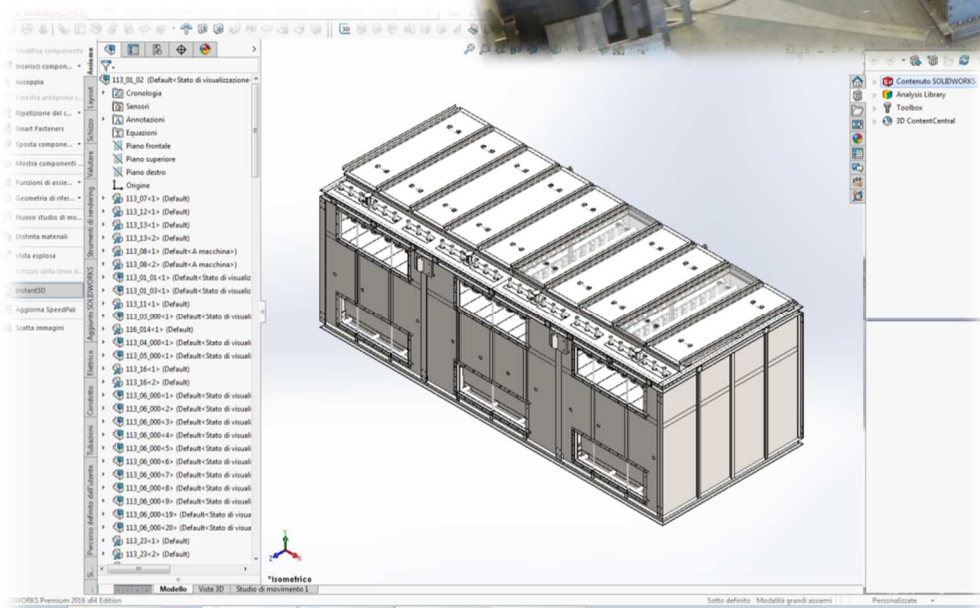 Modifica componente
Inserisci compon...
Accoppia
Finestra anteprima c...
Ripetizione del c...
Smart Fasteners
Sposta compone...
Mostra componenti ...
Funzioni di assie...
Geometria di rifer...
Nuovo studio di mo...
Distinta materiali
Vista esplosa
Schizzo della linea d...
Instant3D
Aggiorna SpeedPak
Scatta immagini
Assieme
Layout
Schizzo
Valutare
Strumenti di rendering
Aggiunte SOLIDWORKS
Elettrice
Condotto
Tubazioni
Percorso definito dall'utente
Si...
113_01_02 (Default<Stato di visualizzazione-
Cronologia
Sensori
Annotazioni
Equazioni
Piano frontale
Piano superiore
Piano destro
Origine
113_07<1> (Default)
113_12<1> (Default)
113_13<1> (Default)
113_13<2> (Default)
113_08<1> (Default<A macchina>)
113_08<2> (Default<A macchina>)
113_01_01<1> (Default<Stato di visualiz
113_01_03<1> (Default<Stato di visualiz
113_11<1> (Default)
113_03_000<1> (Default<Stato di visuali
116_014<1> (Default)
113_04_000<1> (Default<Stato di visuali
113_05_000<1> (Default<Stato di visuali
113_16<1> (Default)
113_16<2> (Default)
113_06_000<1> (Default<Stato di visuali
113_06_000<2> (Default<Stato di visuali
113_06_000<3> (Default<Stato di visuali
113_06_000<4> (Default<Stato di visuali
113_06_000<5> (Default<Stato di visuali
113_06_000<6> (Default<Stato di visuali
113_06_000<7> (Default<Stato di visuali
113_06_000<8> (Default<Stato di visuali
113_06_000<9> (Default<Stato di visuali
113_06_000<19> (Default<Stato di visua
113_06_000<20> (Default<Stato di visua
113_23<1> (Default)
113_23<2> (Default)
Contenuto SOLIDWORKS
Analysis Library
Toolbox
3D ContentCentral
Y
Z
X
*Isometrico
Modello Viste 3D Studio di movimento 1
WORKS Premium 2016 x64 Edition
Sotto definito Modalità grandi assiemi
Personalizzate